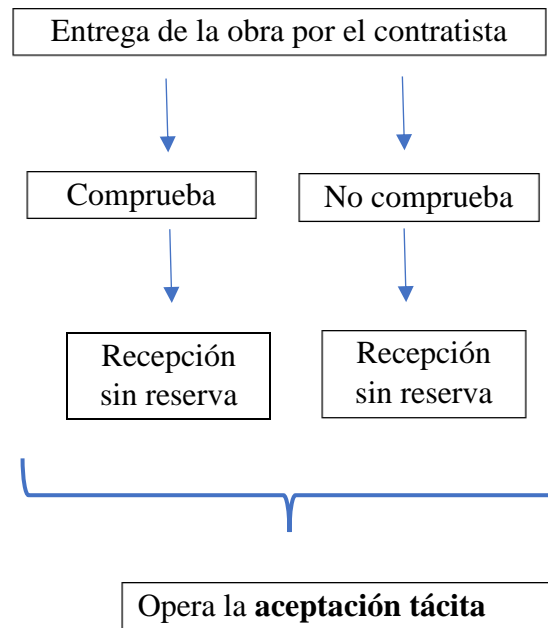 Entrega de la obra por el contratista
Comprueba
No comprueba
Recepción
sin reserva
Recepción
sin reserva
Opera la aceptación tácita